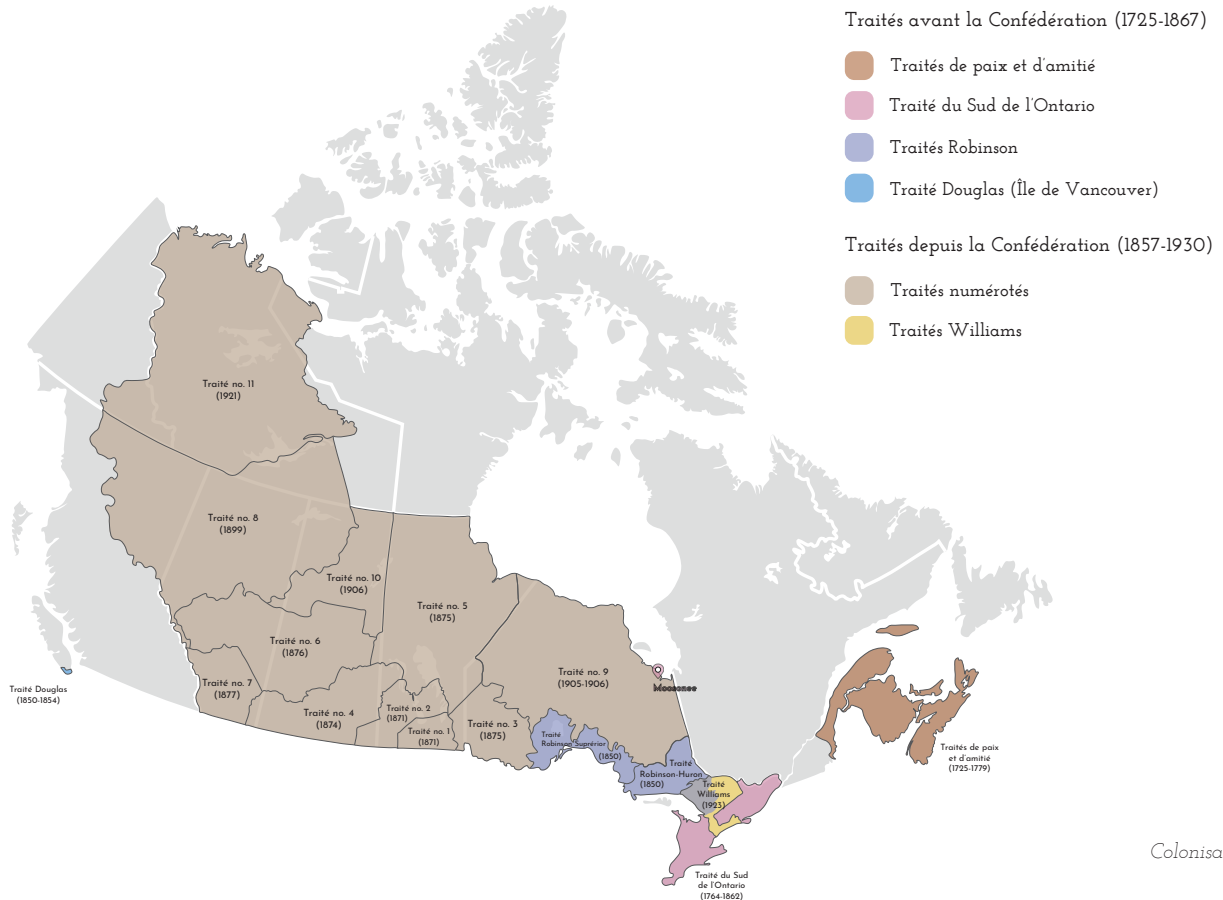 Traités avant la Confédération (1725-1867)
Traités de paix et d'amitié
Traité du Sud de l'Ontario
Traités Robinson
Traité Douglas (Île de Vancouver)
Traités depuis la Confédération (1857-1930)
Traités numérotés
Traités Williams
Traité no. 11
(1921)
Traité no. 8
(1899)
Traité no. 10
(1906)
Traité no. 5
(1875)
Traité no. 6
(1876)
Traité no. 9
(1905-1906)
Moosonee
Traité no. 7
(1877)
Traité Douglas
(1850-1854)
Traité no. 4
(1874)
Traité no. 2
(1871)
Traité no. 1
(1871)
Traité no. 3
(1875)
Traité
Robinson Suprérior
(1850)
Traité
Robinson-Huron
(1850)
Traité
Williams
(1923)
Traités de paix
et d'amitié
(1725-1779)
Traité du Sud
de l'Ontario
(1764-1862)
Colonisa